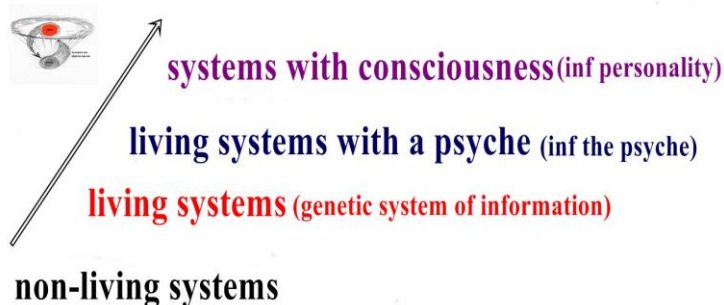 systems with consciousness (inf personality)
living systems with a psyche (inf the psyche)
living systems (genetic system of information)
non-living systems